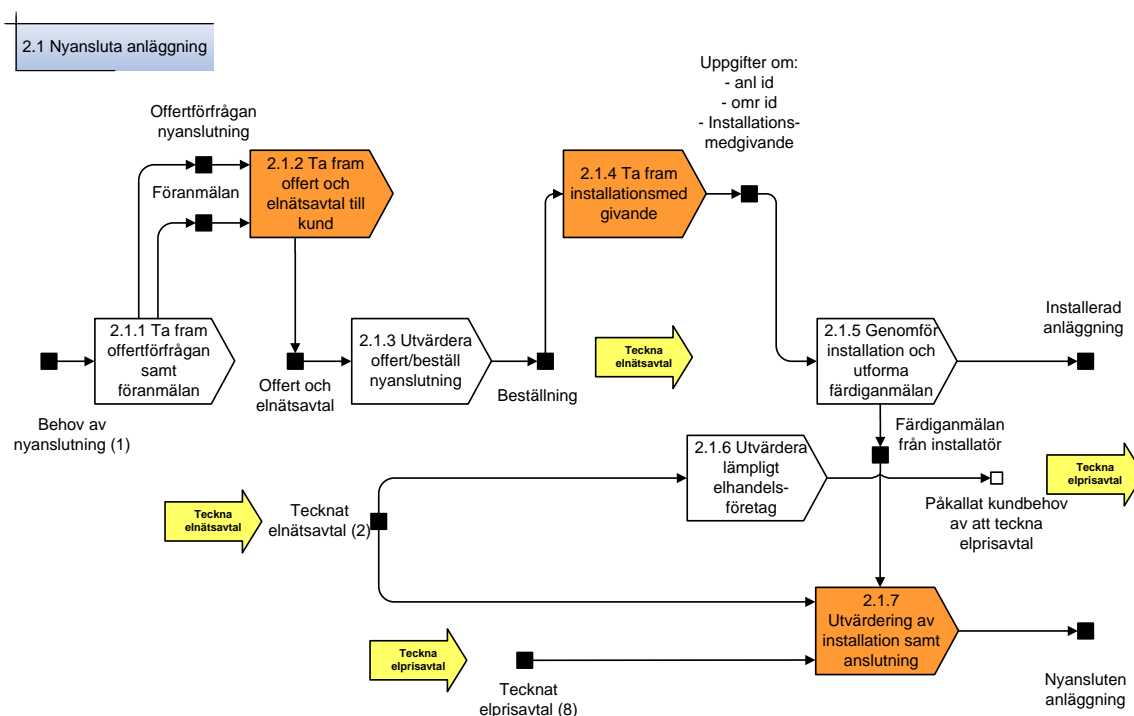 2.1 Nyansluta anläggning
Offertförfrågan
nyanslutning
Föranmälan
2.1.2 Ta fram
offert och
elnätsavtal till
kund
2.1.4 Ta fram
installationsmed
givande
Uppgifter om:
- anl id
- omr id
- Installations-
medgivande
2.1.1 Ta fram
offertförfrågan
samt
föranmälan
Behov av
nyanslutning (1)
Offert och
elnätsavtal
2.1.3 Utvärdera
offert/beställ
nyanslutning
Beställning
Teckna
elnätsavtal
2.1.5 Genomför
installation och
utforma
färdiganmälan
Installerad
anläggning
Färdiganmälan
från installatör
2.1.6 Utvärdera
lämpligt
elhandels-
företag
Teckna
elprisavtal
Påkallat kundbehov
av att teckna
elprisavtal
Teckna
elnätsavtal
Tecknat
elnätsavtal (2)
2.1.7
Utvärdering av
installation samt
anslutning
Teckna
elprisavtal
Tecknat
elprisavtal (8)
Nyansluten
anläggning